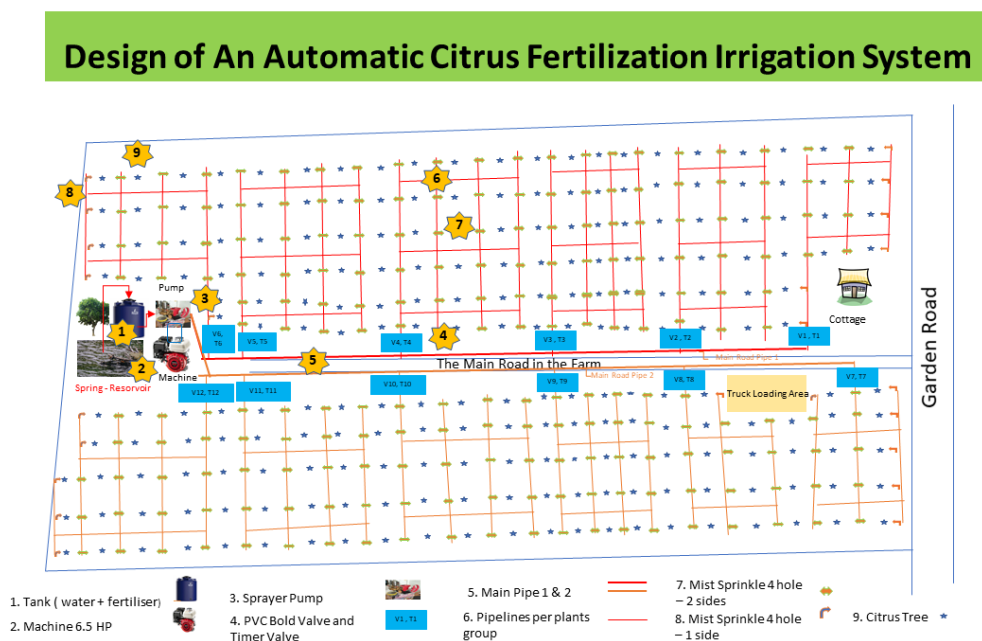 Design of An Automatic Citrus Fertilization Irrigation System
9
6
8
7
Pump
3
Cottage
1
V6,
T6
V5, T5
V4, T4
4
V3 , T3
V2 , T2
V1 , T1
Garden Road
2
Machine
5
The Main Road in the Farm
Main Road Pipe 1
Spring - Resorvoir
Main Road Pipe 2
V12, T12
V11, T11
V10, T10
V9, T9
V8, T8
V7, T7
Truck Loading Area
1. Tank ( water + fertiliser)
2. Machine 6.5 HP
3. Sprayer Pump
4. PVC Bold Valve and
Timer Valve
V1 , T1
5. Main Pipe 1 & 2
6. Pipelines per plants
group
7. Mist Sprinkle 4 hole
– 2 sides
8. Mist Sprinkle 4 hole
– 1 side
9. Citrus Tree